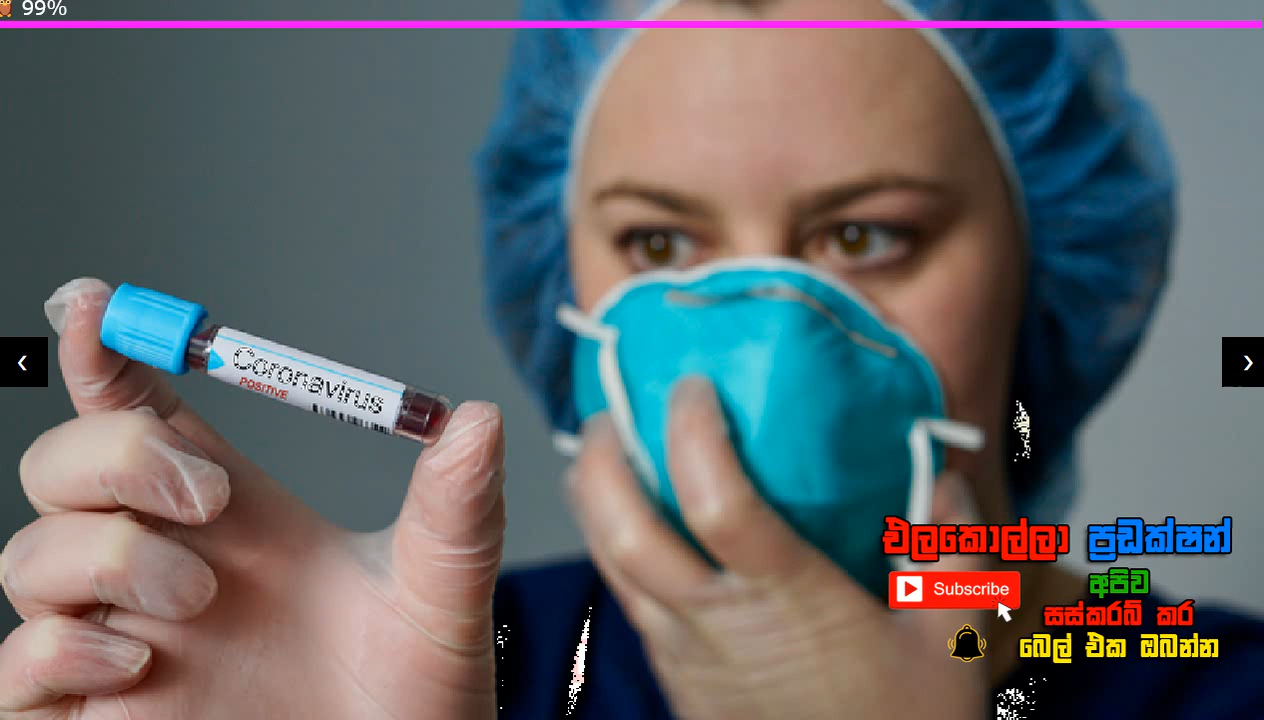 99%
Coronavirus
POSITIVE
එලකොල්ලා ප්‍රඩක්ෂන්
Subscribe
අපිව
සස්කරබ් කර
බෙල් එක ඔබන්න